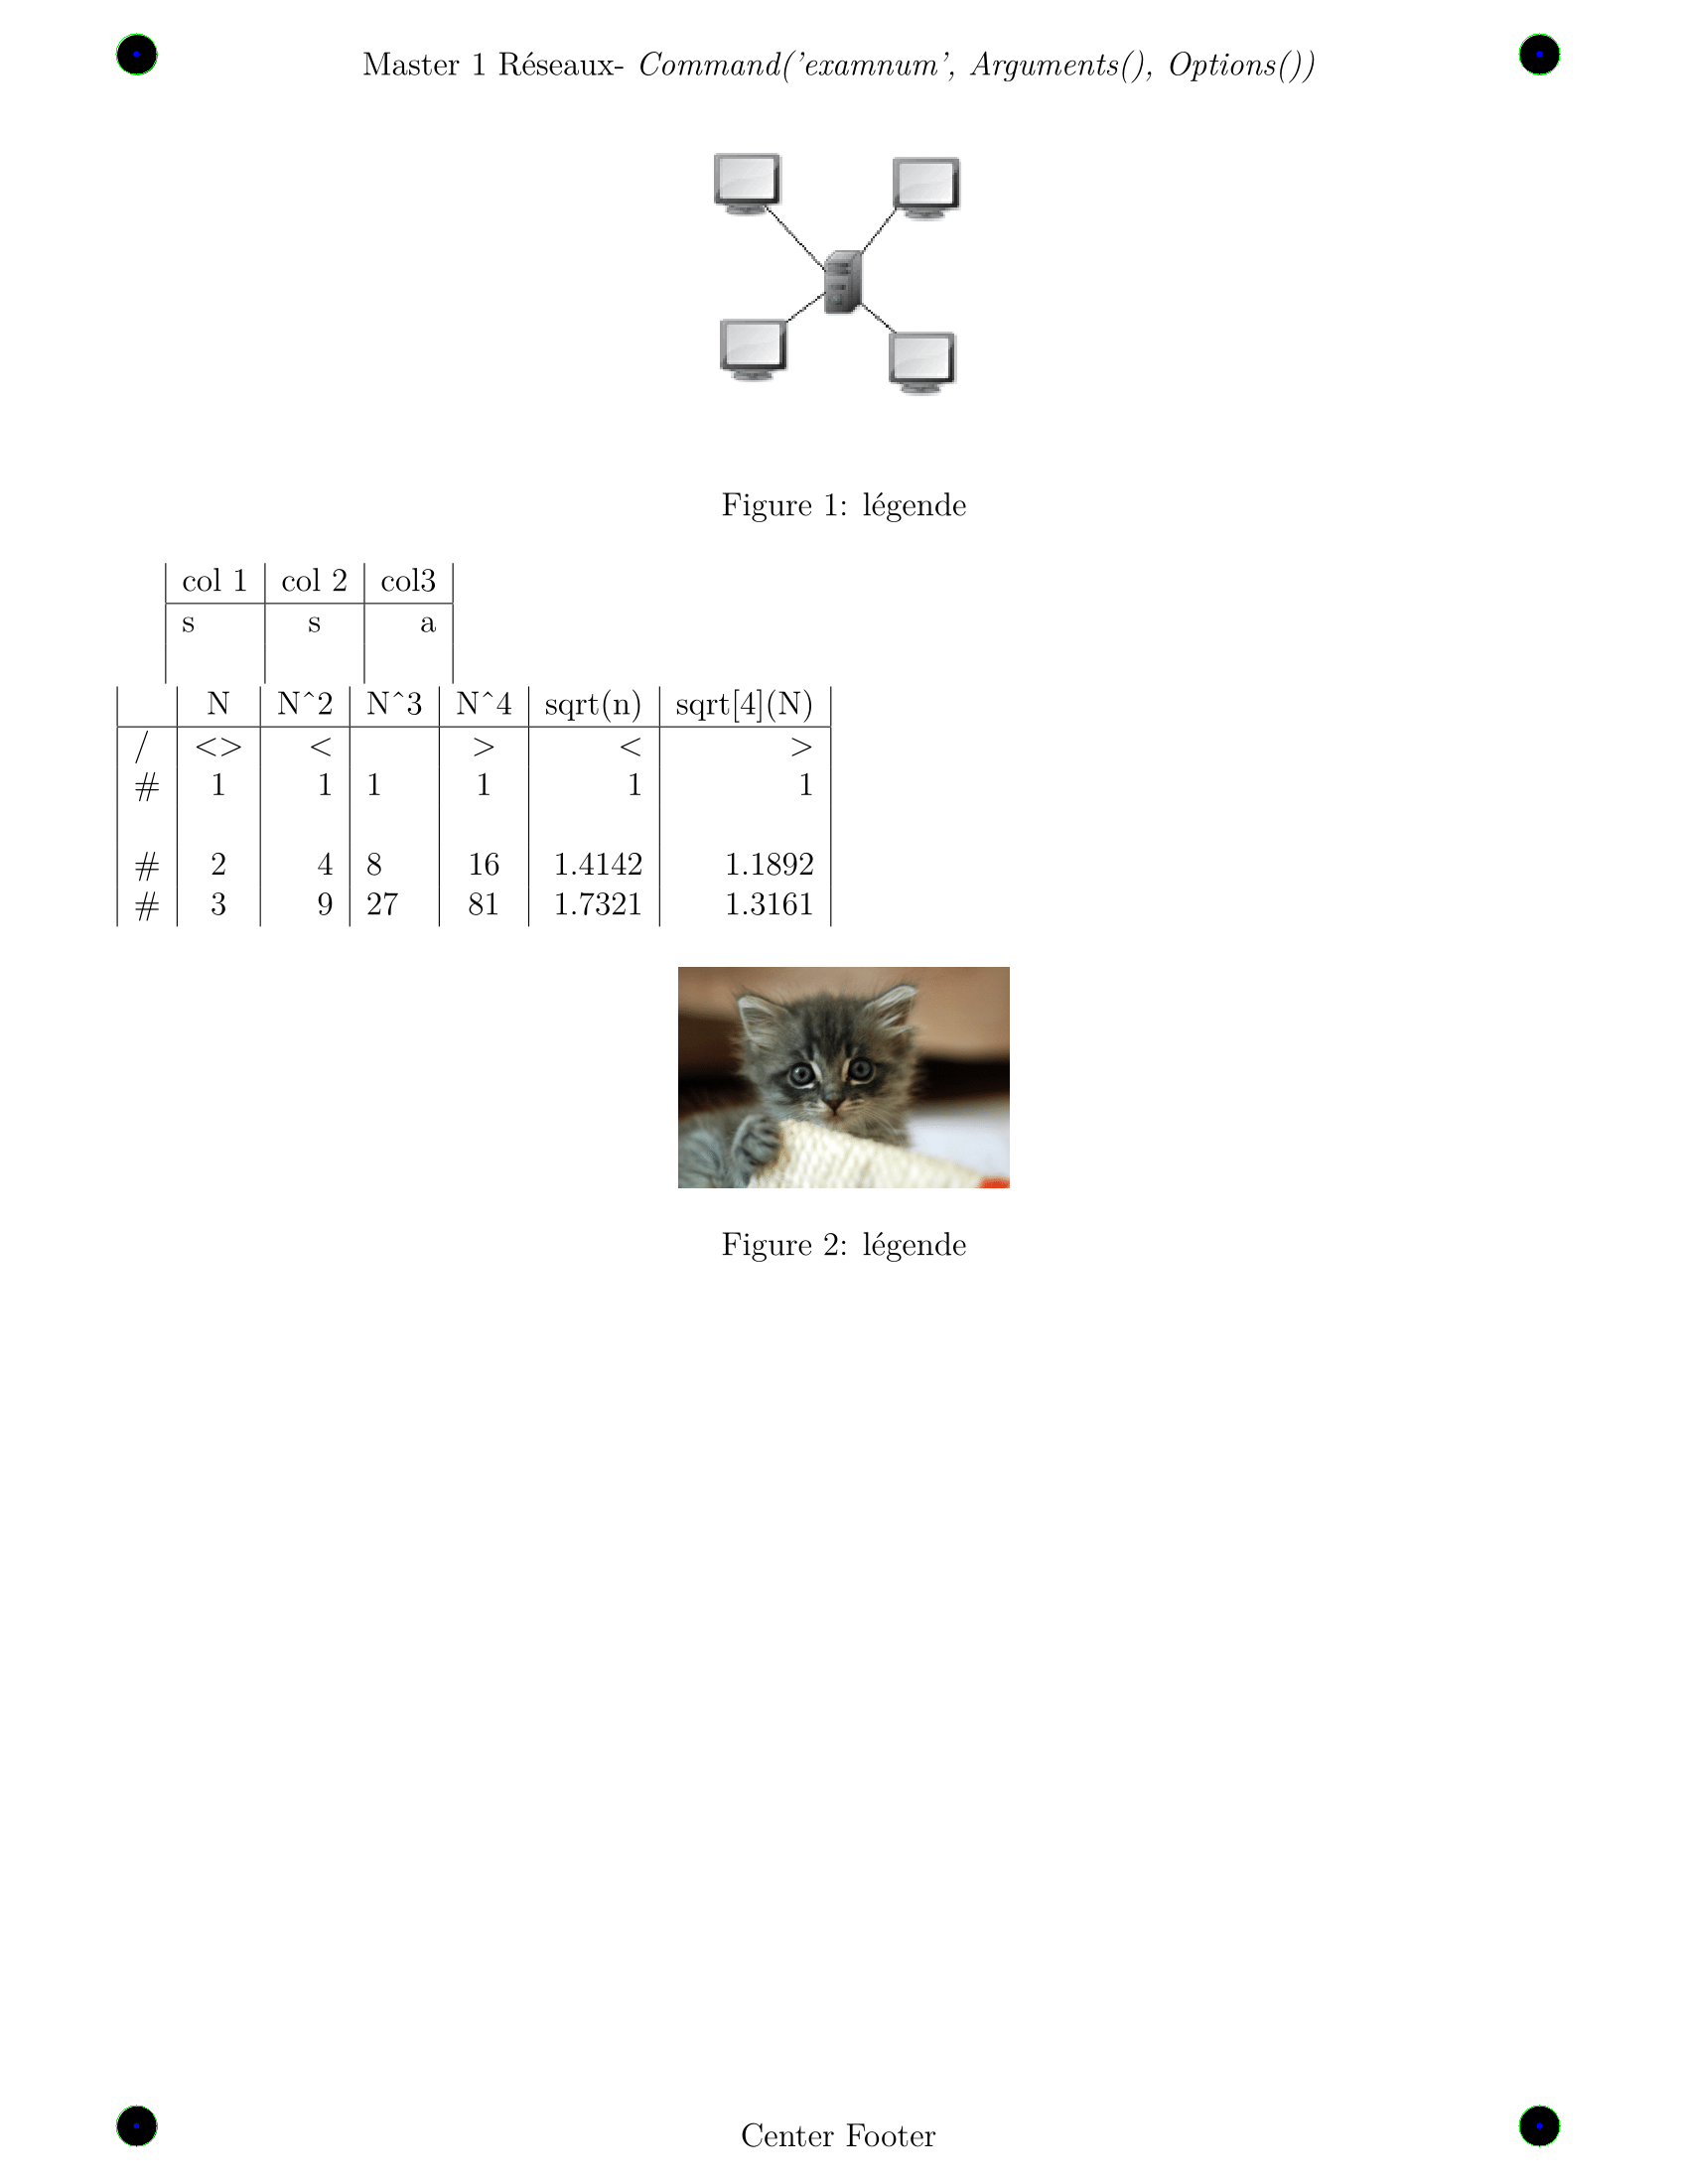 Master 1 Réseaux- Command('examnum', Arguments(), Options())
Figure 1: légende
col 1 col 2 col3
s s a
N N^2 N^3 N^4 sqrt(n) sqrt[4](N)
/ <> < > < >
# 1 1 1 1 1 1
# 2 4 8 16 1.4142 1.1892
# 3 9 27 81 1.7321 1.3161
Figure 2: légende
Center Footer